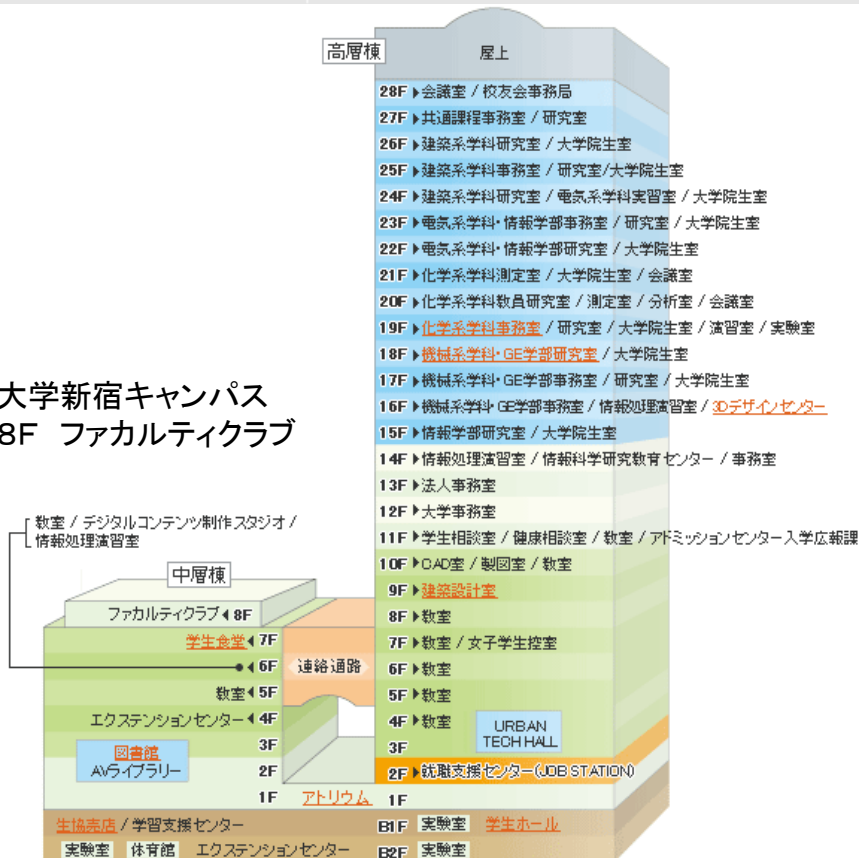 高層棟
屋上
28F 会議室 / 校友会事務局
27F 共通課程事務室 / 研究室
26F 建築系学科研究室 / 大学院生室
25F 建築系学科事務室 / 研究室/大学院生室
24F 建築系学科研究室 / 電気系学科実習室 / 大学院生室
23F 電気系学科・情報学部事務室 / 研究室 / 大学院生室
22F 電気系学科・情報学部研究室 / 大学院生室
21F 化学系学科測定室 / 大学院生室 / 会議室
20F 化学系学科教員研究室 / 測定室 / 分析室 / 会議室
19F 化学系学科事務室 / 研究室 / 大学院生室 / 演習室 / 実験室
18F 機械系学科・GE学部研究室 / 大学院生室
17F 機械系学科・GE学部事務室 / 研究室 / 大学院生室
16F 機械系学科・GE学部事務室 / 情報処理演習室 / 3Dデザインセンター
15F 情報学部研究室 / 大学院生室
14F 情報処理演習室 / 情報科学研究教育センター / 事務室
13F 法人事務室
12F 大学事務室
11F 学生相談室 / 健康相談室 / 教室 / アドミッションセンター入学広報課
10F CAD室 / 製図室 / 教室
9F 建築設計室
8F 教室
7F 教室 / 女子学生控室
6F 教室
5F 教室
4F 教室
URBAN
TECH HALL
3F
2F 就職支援センター(JOB STATION)
1F
B1F 実験室 学生ホール
B2F 実験室
大学新宿キャンパス
8F ファカルティクラブ
教室 / デジタルコンテンツ制作スタジオ /
情報処理演習室
中層棟
ファカルティクラブ 8F
学生食堂 7F
6F
連絡通路
教室 5F
エクステンションセンター 4F
3F
図書館
AVライブラリー
2F
1F
アトリウム
生協売店 / 学習支援センター
実験室 体育館 エクステンションセンター